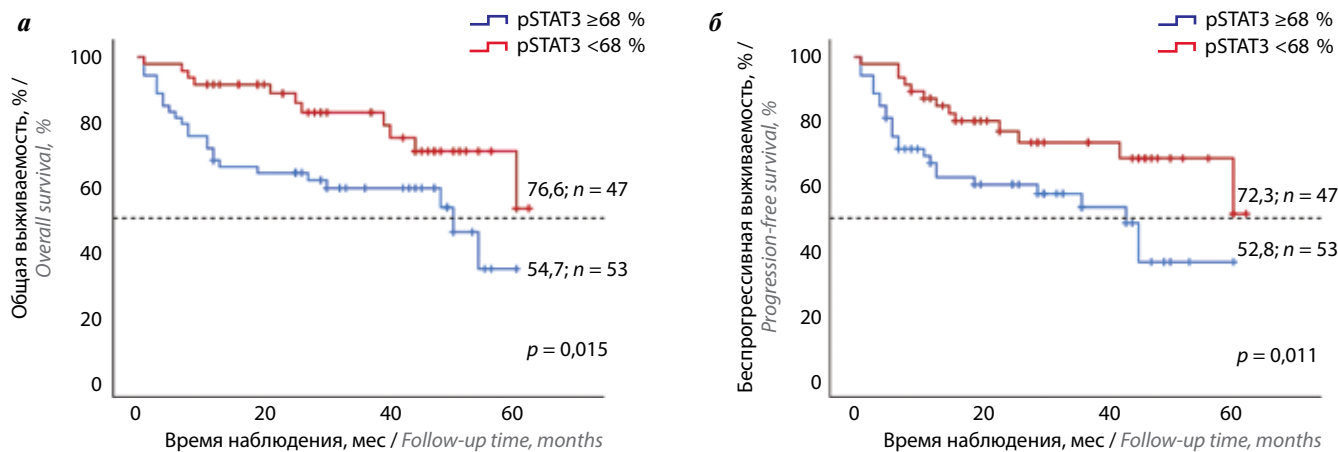 а
pSTAT3 ≥68 %
pSTAT3 <68 %
Общая выживаемость, % /
Overall survival, %
100
80
60
40
20
0
76,6; n = 47
54,7; n = 53
p = 0,015
0 20 40 60
Время наблюдения, мес / Follow-up time, months
б
pSTAT3 ≥68 %
pSTAT3 <68 %
Беспрогрессивная выживаемость, % /
Progression-free survival, %
100
80
60
40
20
0
72,3; n = 47
52,8; n = 53
p = 0,011
0 20 40 60
Время наблюдения, мес / Follow-up time, months